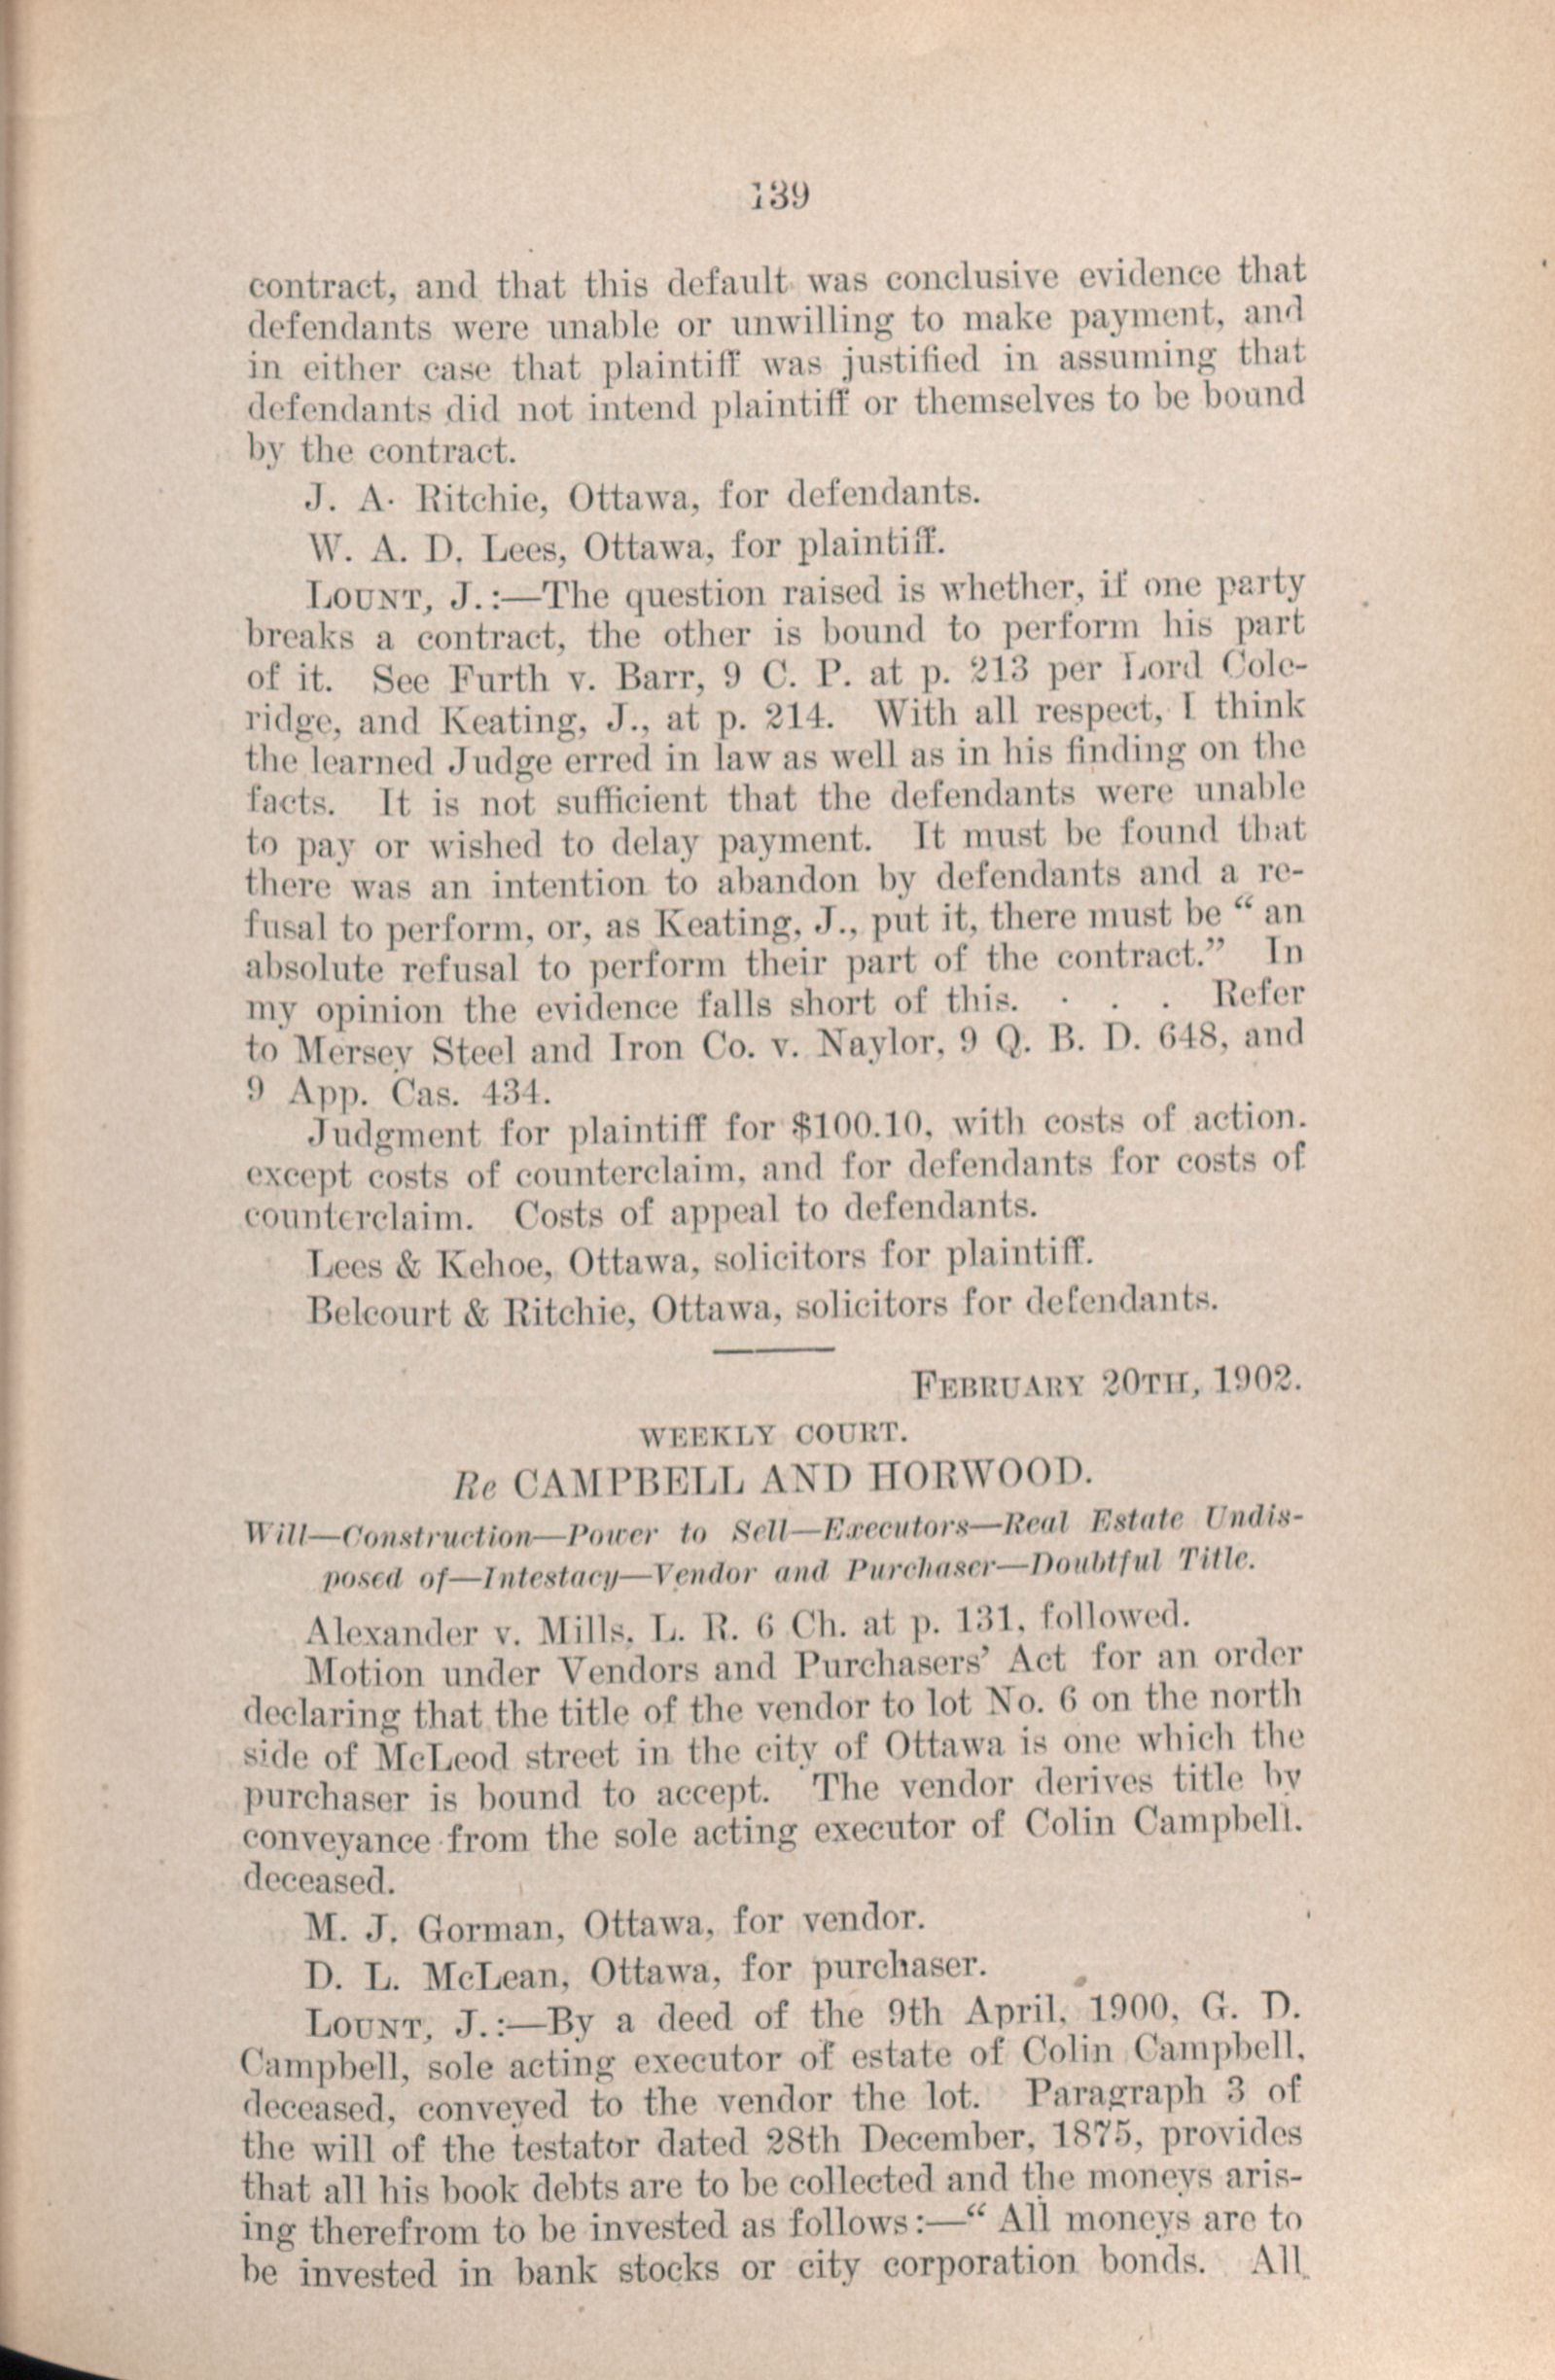 139
contract, and that this default was conclusive evidence that
defendants were unable or unwilling to make payment, and
in either case that plaintiff was justified in assuming that
defendants did not intend plaintiff or themselves to be bound
by the contract.
J. A. Ritchie, Ottawa, for defendants.
W. A. D. Lees, Ottawa, for plaintiff.
LOUNT, J.:—The question raised is whether, if one party
breaks a contract, the other is bound to perform his part
of it. See Furth v. Barr, 9 C. P. at p. 213 per Lord Cole-
ridge, and Keating, J., at p. 214. With all respect, I think
the learned Judge erred in law as well as in his finding on the
facts. It is not sufficient that the defendants were unable
to pay or wished to delay payment. It must be found that
there was an intention to abandon by defendants and a re-
fusal to perform, or, as Keating, J., put it, there must be “ an
absolute refusal to perform their part of the contract.” In
my opinion the evidence falls short of this. . . . Refer
to Mersey Steel and Iron Co. v. Naylor, 9 Q. B. D. 648, and
9 App. Cas. 434.
Judgment for plaintiff for $100.10, with costs of action.
except costs of counterclaim, and for defendants for costs of
counterclaim. Costs of appeal to defendants.
Lees & Kehoe, Ottawa, solicitors for plaintiff.
Belcourt & Ritchie, Ottawa, solicitors for defendants.
FEBRUARY 20TH, 1902.
WEEKLY COURT.
Re CAMPBELL AND HORWOOD.
Will—Construction—Power to Sell—Executors—Real Estate Undis-
posed of—Intestacy—Vendor and Purchaser—Doubtful Title.
Alexander v. Mills, L. R. 6 Ch. at p. 131, followed.
Motion under Vendors and Purchasers’ Act for an order
declaring that the title of the vendor to lot No. 6 on the north
side of McLeod street in the city of Ottawa is one which the
purchaser is bound to accept. The vendor derives title by
conveyance from the sole acting executor of Colin Campbell.
deceased.
M. J. Gorman, Ottawa, for vendor.
D. L. McLean, Ottawa, for purchaser.
LOUNT, J.:—By a deed of the 9th April, 1900, G. D.
Campbell, sole acting executor of estate of Colin Campbell,
deceased, conveyed to the vendor the lot. Paragraph 3 of
the will of the testator dated 28th December, 1875, provides
that all his book debts are to be collected and the moneys aris-
ing therefrom to be invested as follows:—“ All moneys are to
be invested in bank stocks or city corporation bonds. All